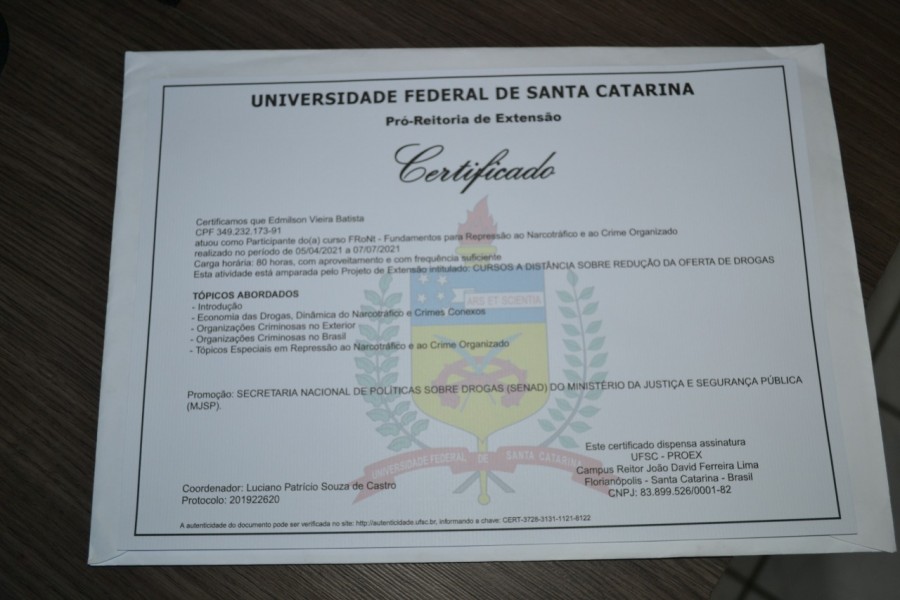 UNIVERSIDADE FEDERAL DE SANTA CATARINA
Pró-Reitoria de Extensão
Certificado
Certificamos que Edmilson Vieira Batista
CPF 349.232.173-91
atuou como Participante do(a) curso FRoNt - Fundamentos para Repressão ao Narcotráfico e ao Crime Organizado
realizado no período de 05/04/2021 a 07/07/2021
Carga horária: 80 horas, com aproveitamento e com frequência suficiente
Esta atividade está amparada pelo Projeto de Extensão intitulado: CURSOS A DISTÂNCIA SOBRE REDUÇÃO DA OFERTA DE DROGAS
TÓPICOS ABORDADOS
- Introdução
- Economia das Drogas, Dinâmica do Narcotráfico e Crimes Conexos
- Organizações Criminosas no Exterior
- Organizações Criminosas no Brasil
- Tópicos Especiais em Repressão ao Narcotráfico e ao Crime Organizado
ARS ET SCIENTIA
Promoção: SECRETARIA NACIONAL DE POLÍTICAS SOBRE DROGAS (SENAD) DO MINISTÉRIO DA JUSTIÇA E SEGURANÇA PÚBLICA
(MJSP).
UNIVERSIDADE FEDERAL DE SANTA CATARINA
Este certificado dispensa assinatura
UFSC - PROEX
Campus Reitor João David Ferreira Lima
Florianópolis - Santa Catarina - Brasil
CNPJ: 83.899.526/0001-82
Coordenador: Luciano Patrício Souza de Castro
Protocolo: 201922620
A autenticidade do documento pode ser verificada no site: http://autenticidade.ufsc.br, informando a chave: CERT-3728-3131-1121-6122